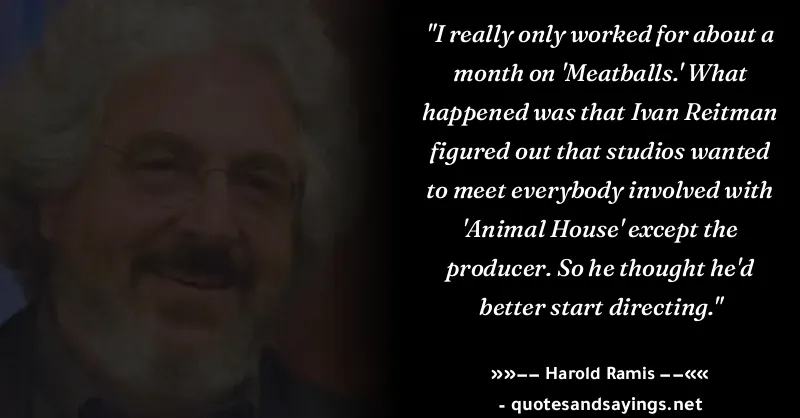 "I really only worked for about a
month on 'Meatballs.' What
happened was that Ivan Reitman
figured out that studios wanted
to meet everybody involved with
'Animal House' except the
producer. So he thought he'd
better start directing."
»»−− Harold Ramis −−««
- quotesandsayings.net